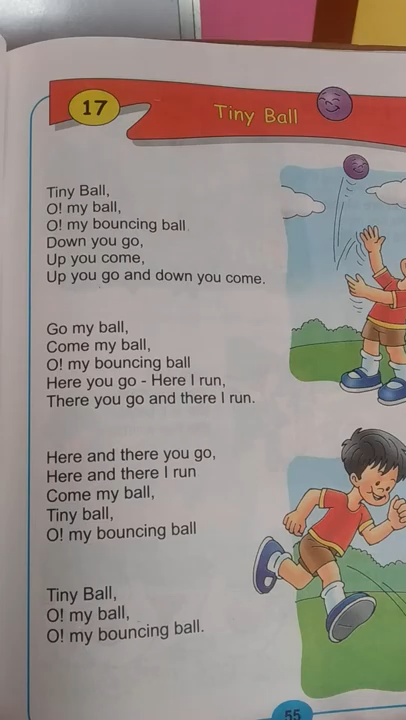 17
Tiny Ball
Tiny Ball,
O! my ball,
O! my bouncing ball
Down you go,
Up you come,
Up you go and down you come.
Go my ball,
Come my ball,
O! my bouncing ball
Here you go - Here I run,
There you go and there I run.
Here and there you go,
Here and there I run
Come my ball,
Tiny ball,
O! my bouncing ball
Tiny Ball,
O! my ball,
O! my bouncing ball.
55